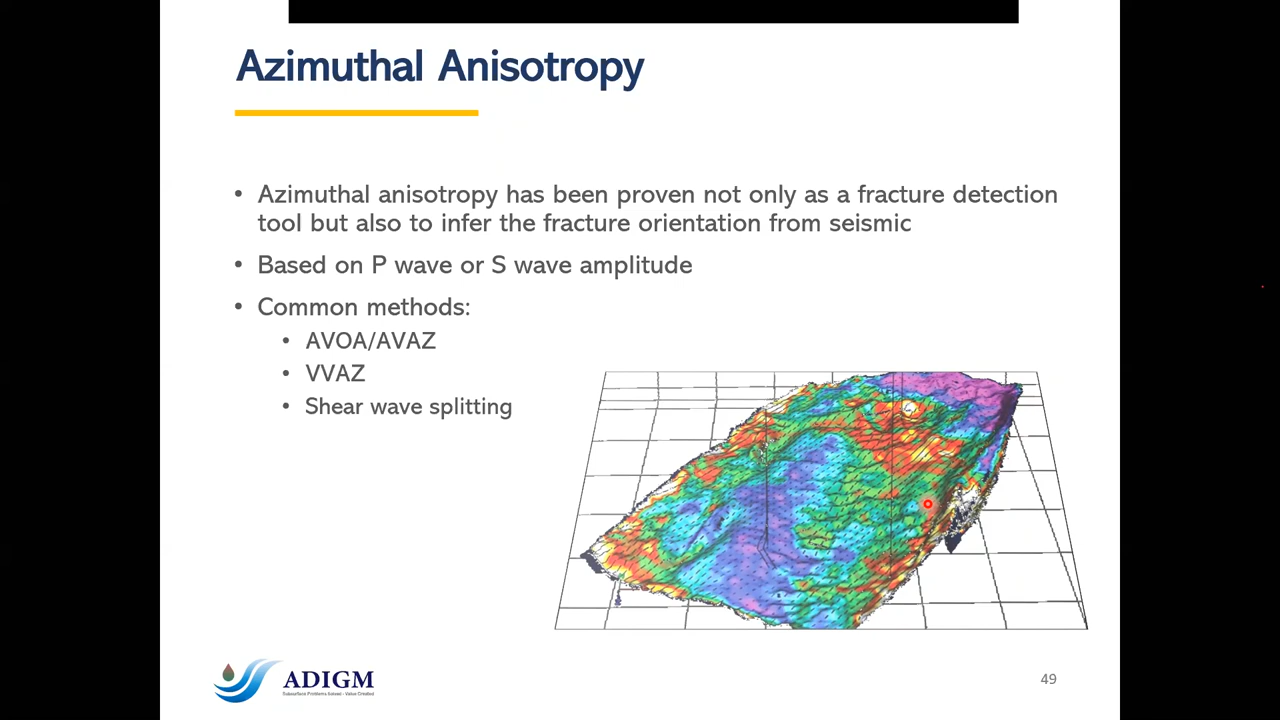 Azimuthal Anisotropy
• Azimuthal anisotropy has been proven not only as a fracture detection
tool but also to infer the fracture orientation from seismic
• Based on P wave or S wave amplitude
• Common methods:
• AVOA/AVAZ
• VVAZ
• Shear wave splitting
ADIGM
Subsurface Problems Solved - Value Created
49